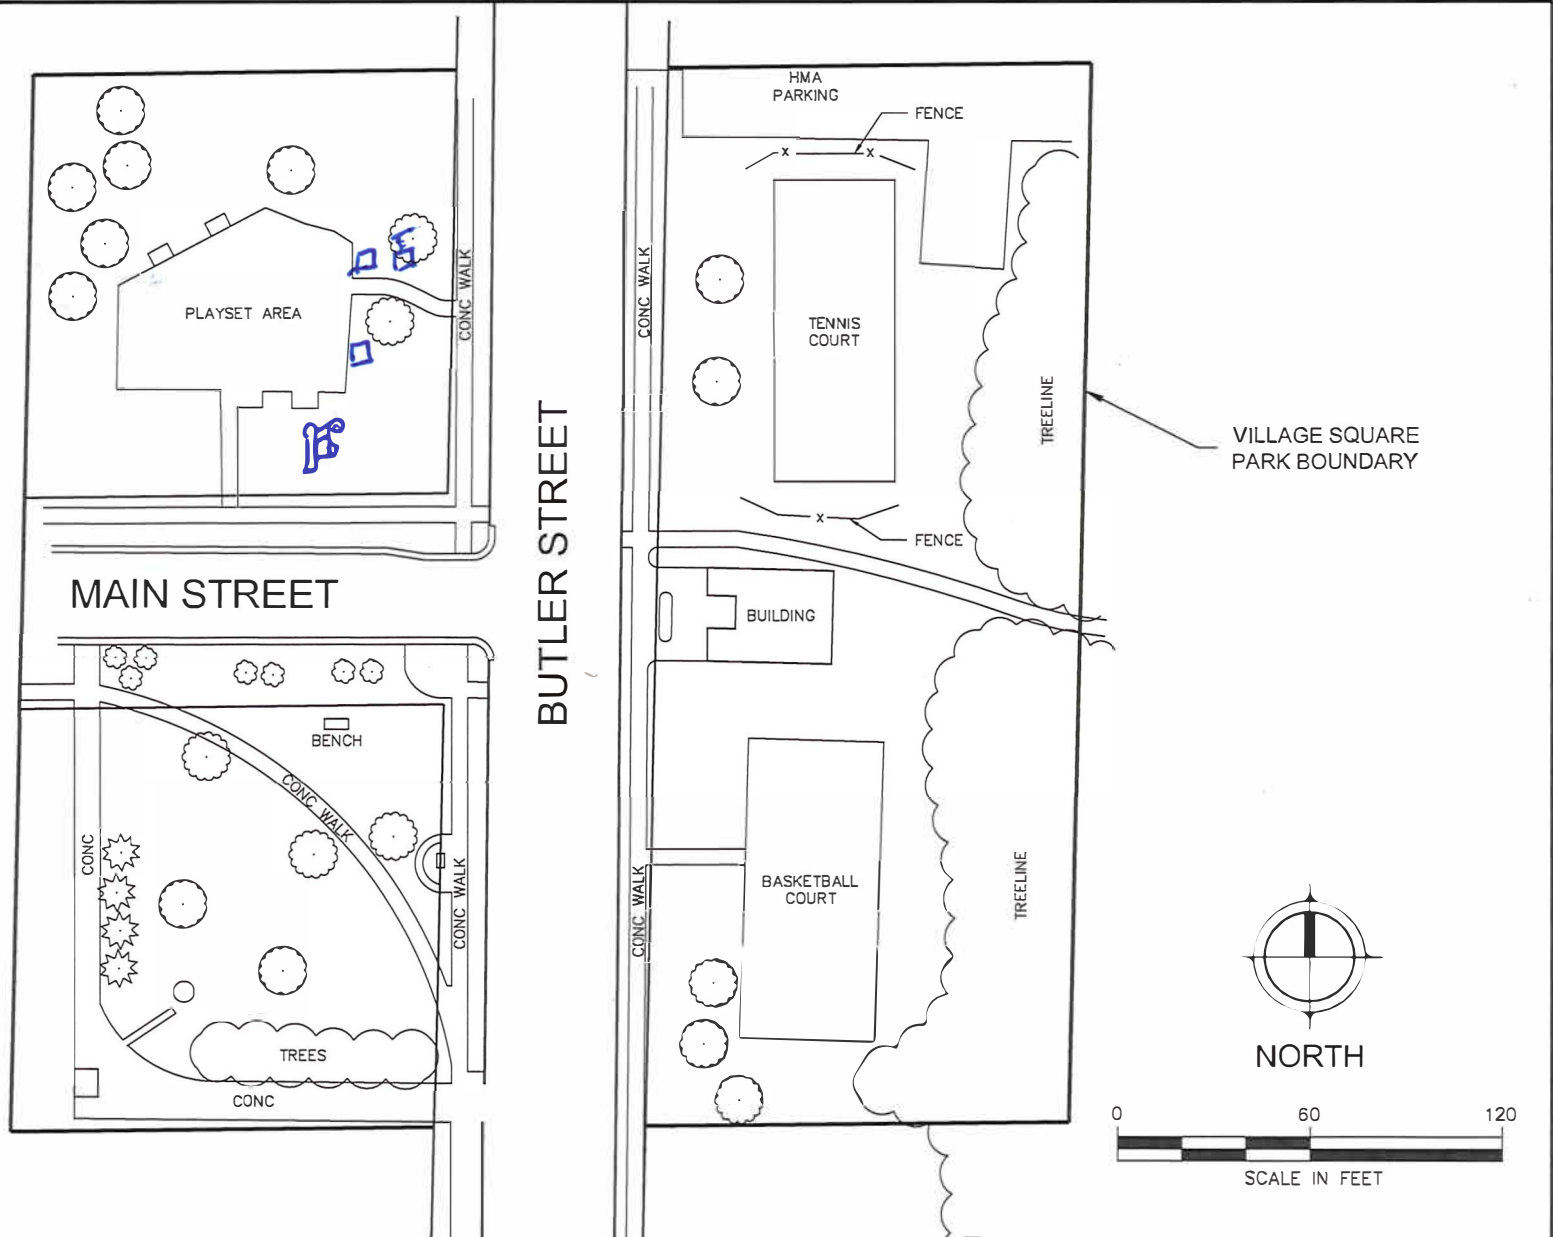 HMA
PARKING
FENCE
CONC WALK
CONC WALK
PLAYSET AREA
TENNIS
COURT
TREELINE
VILLAGE SQUARE
PARK BOUNDARY
BUTLER STREET
FENCE
MAIN STREET
BUILDING
BENCH
CONC WALK
CONC
CONC WALK
CONC WALK
BASKETBALL
COURT
TREELINE
TREES
CONC
NORTH
0 60 120
SCALE IN FEET